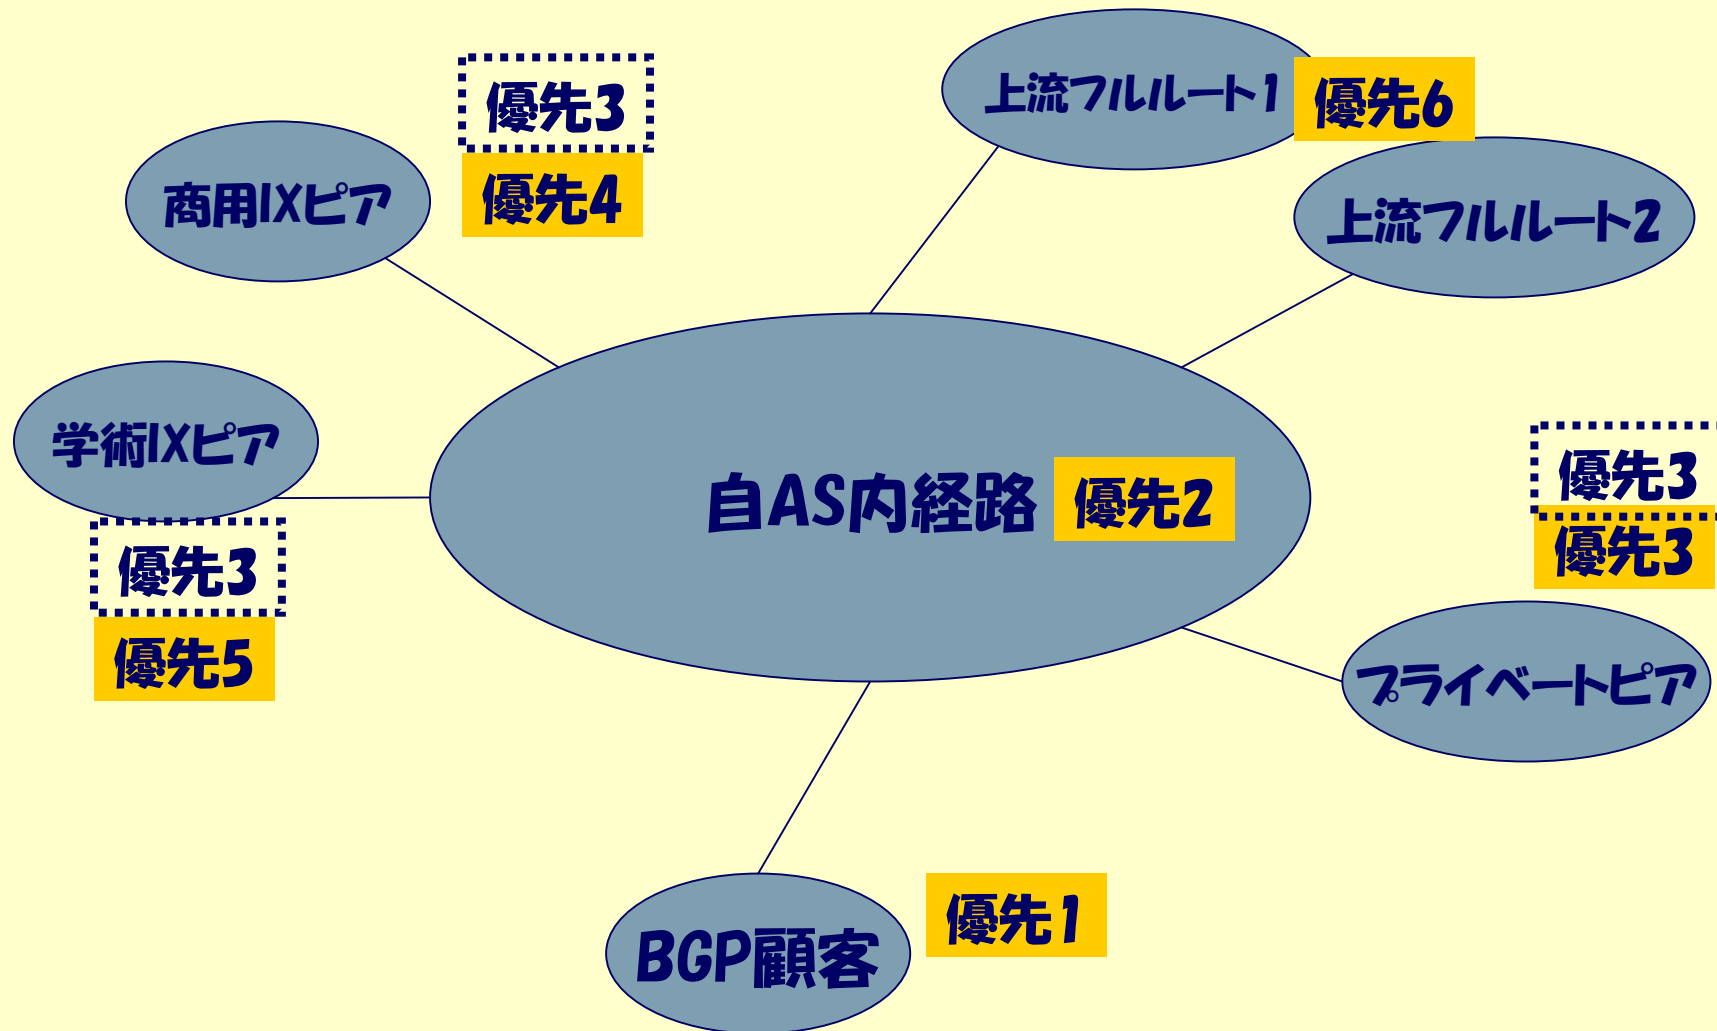 上流フルルート1
優先6
優先3
優先4
商用IXピア
上流フルルート2
学術IXピア
優先3
優先5
自AS内経路
優先2
優先3
優先3
プライベートピア
BGP顧客
優先1